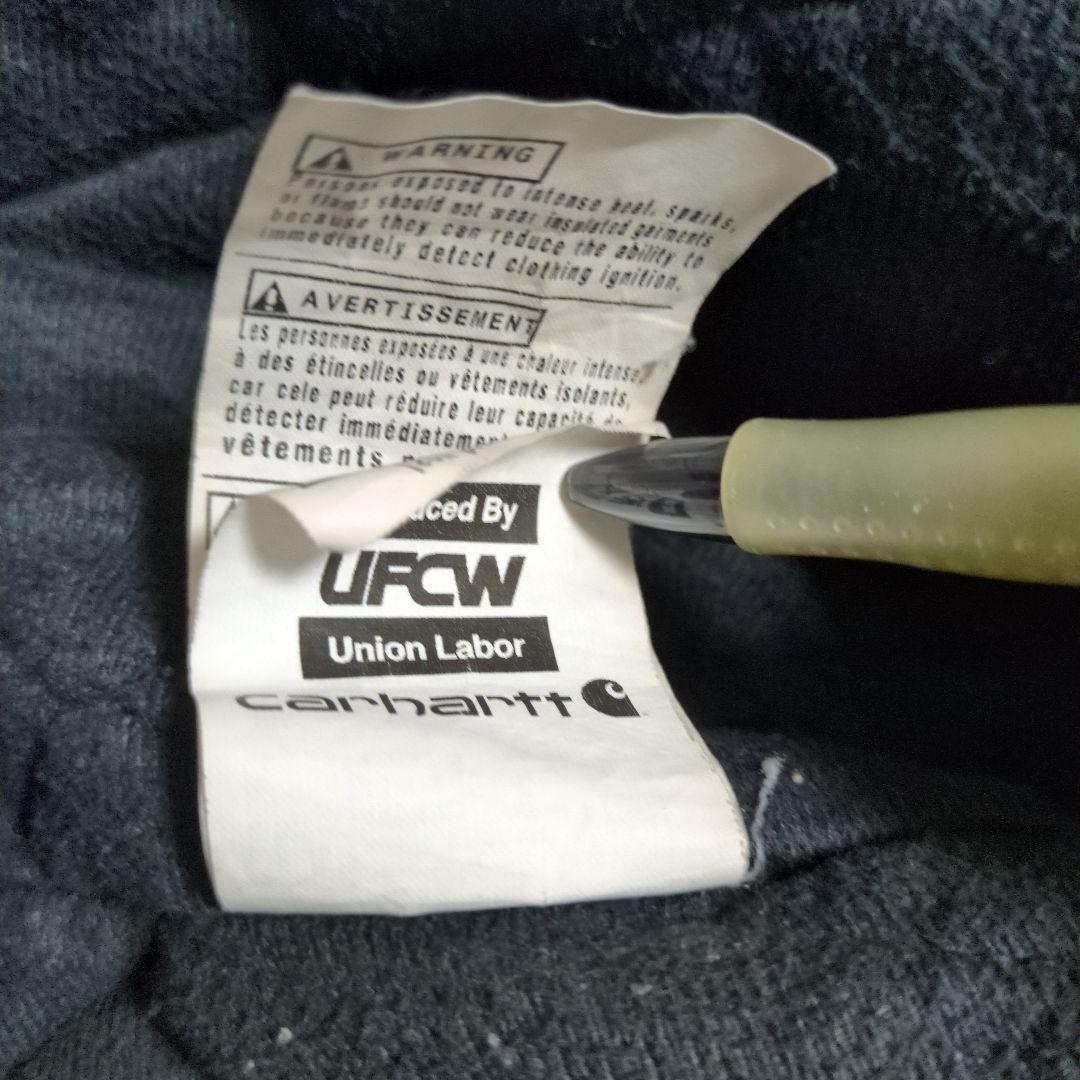 WARNING
Persons exposed to intense heat, sparks,
or flame should not wear insulated garments
because they can reduce the ability to
immediately detect clothing ignition.
AVERTISSEMENT
Les personnes exposées à une chaleur intense,
à des étincelles ou vêtements isolants,
car cele peut réduire leur capacité de
détecter immédiatement
vêtements
uced By
UFCW
Union Labor
carhartt